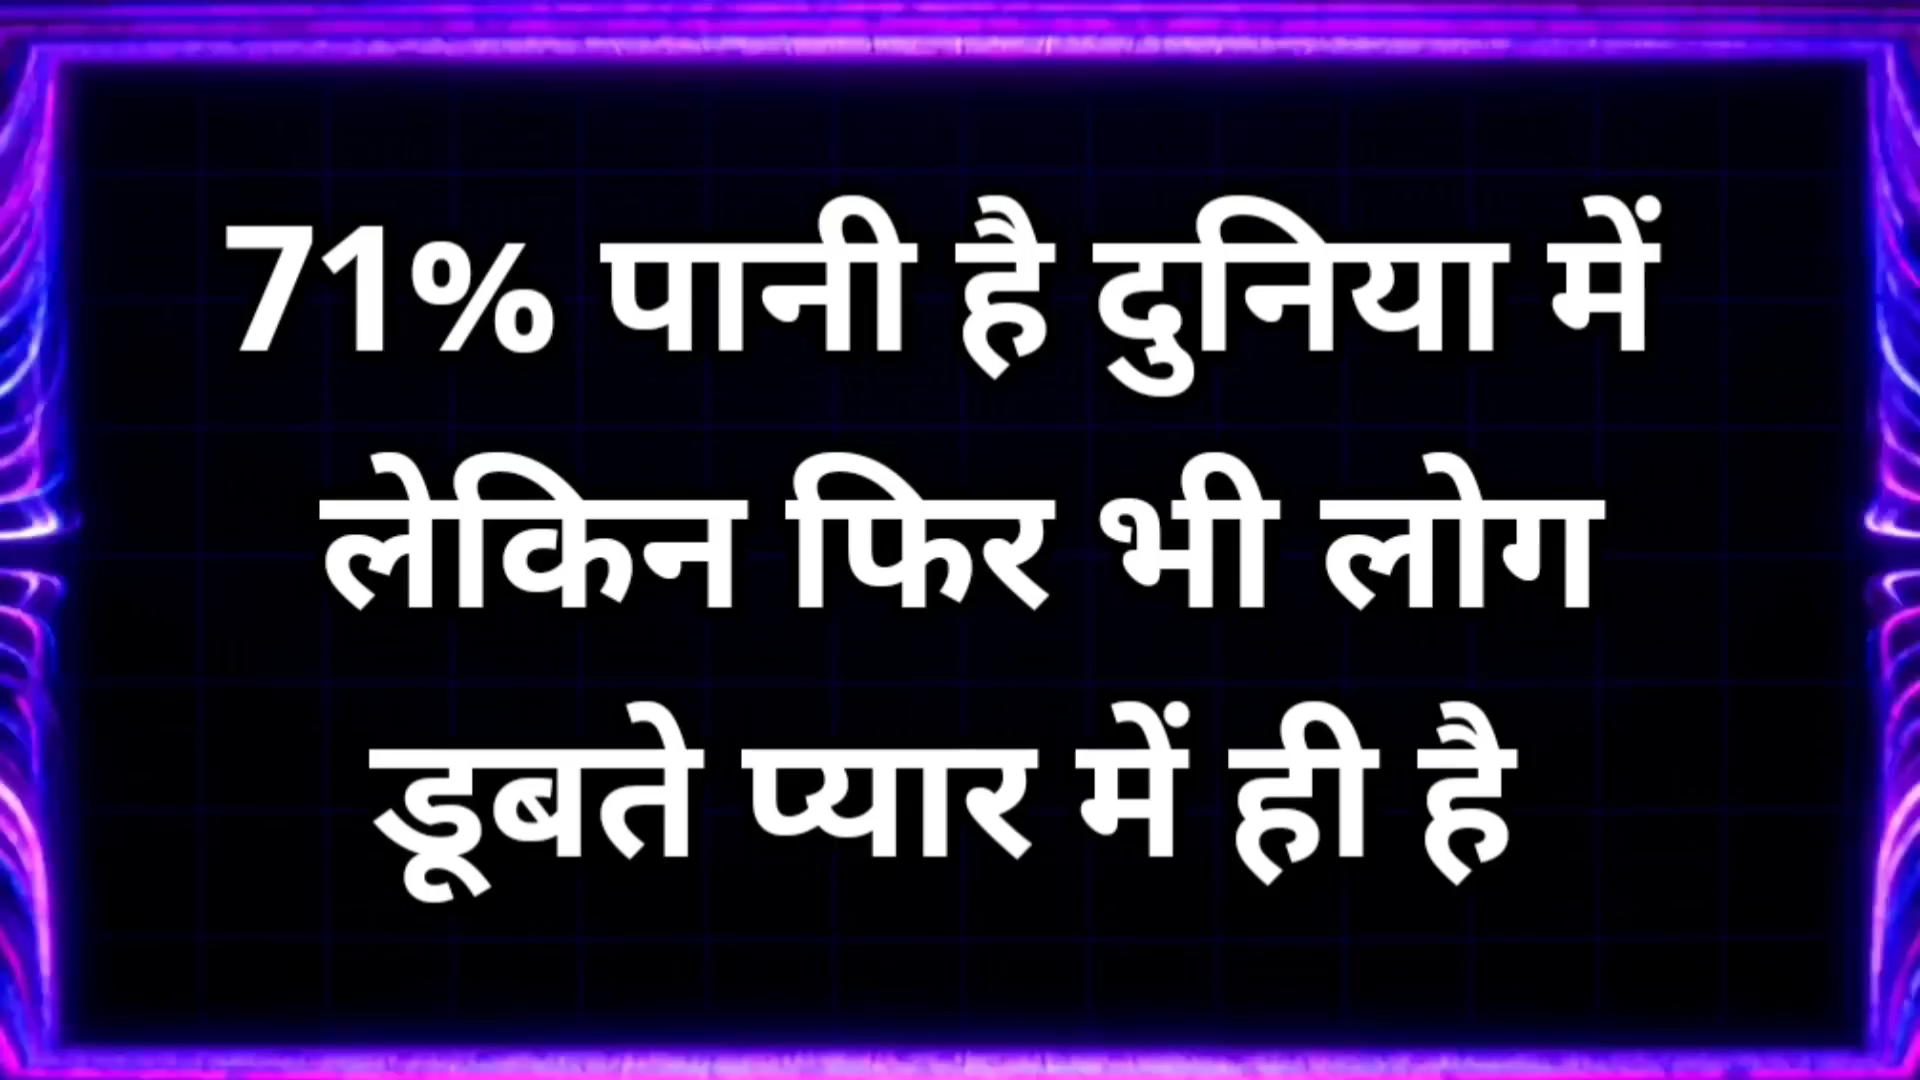 71% पानी है दुनिया में
लेकिन फिर भी लोग
डूबते प्यार में ही है